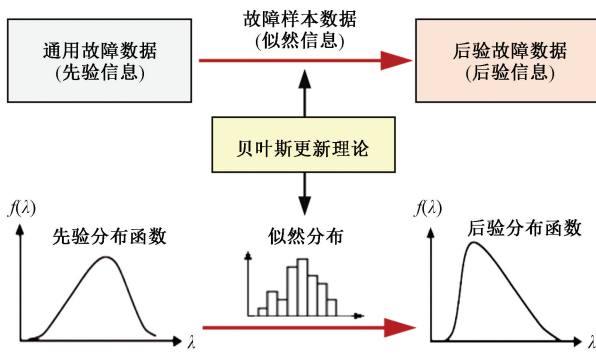 通用故障数据
(先验信息)
故障样本数据
(似然信息)
后验故障数据
(后验信息)
贝叶斯更新理论
f(λ)
先验分布函数
λ
似然分布
f(λ)
后验分布函数
λ